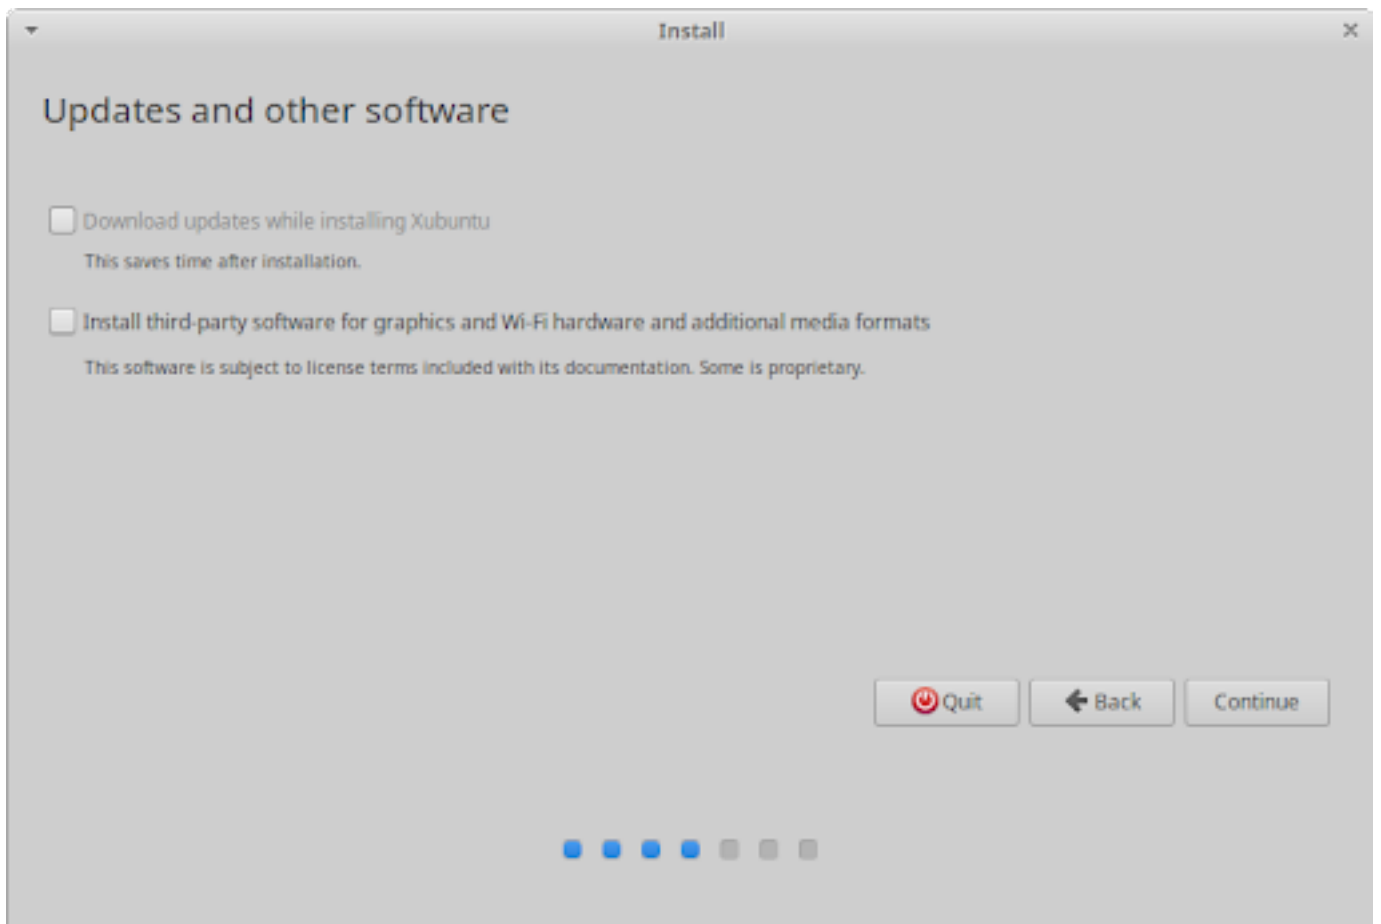 Install
Updates and other software
Download updates while installing Xubuntu
This saves time after installation.
Install third-party software for graphics and Wi-Fi hardware and additional media formats
This software is subject to license terms included with its documentation. Some is proprietary.
Quit Back Continue